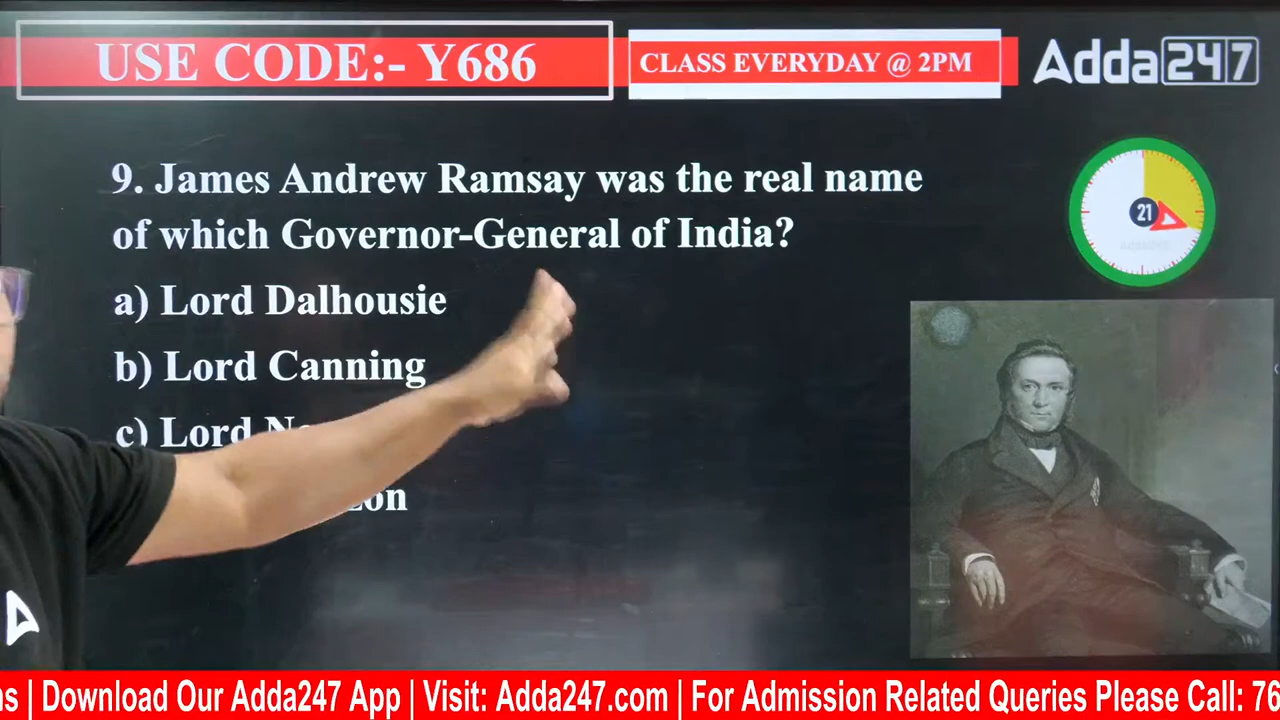 USE CODE:- Y686
CLASS EVERYDAY @ 2PM
Adda247
9. James Andrew Ramsay was the real name
of which Governor-General of India?
21
a) Lord Dalhousie
b) Lord Canning
c) Lord
ns | Download Our Adda247 App | Visit: Adda247.com | For Admission Related Queries Please Call: 76